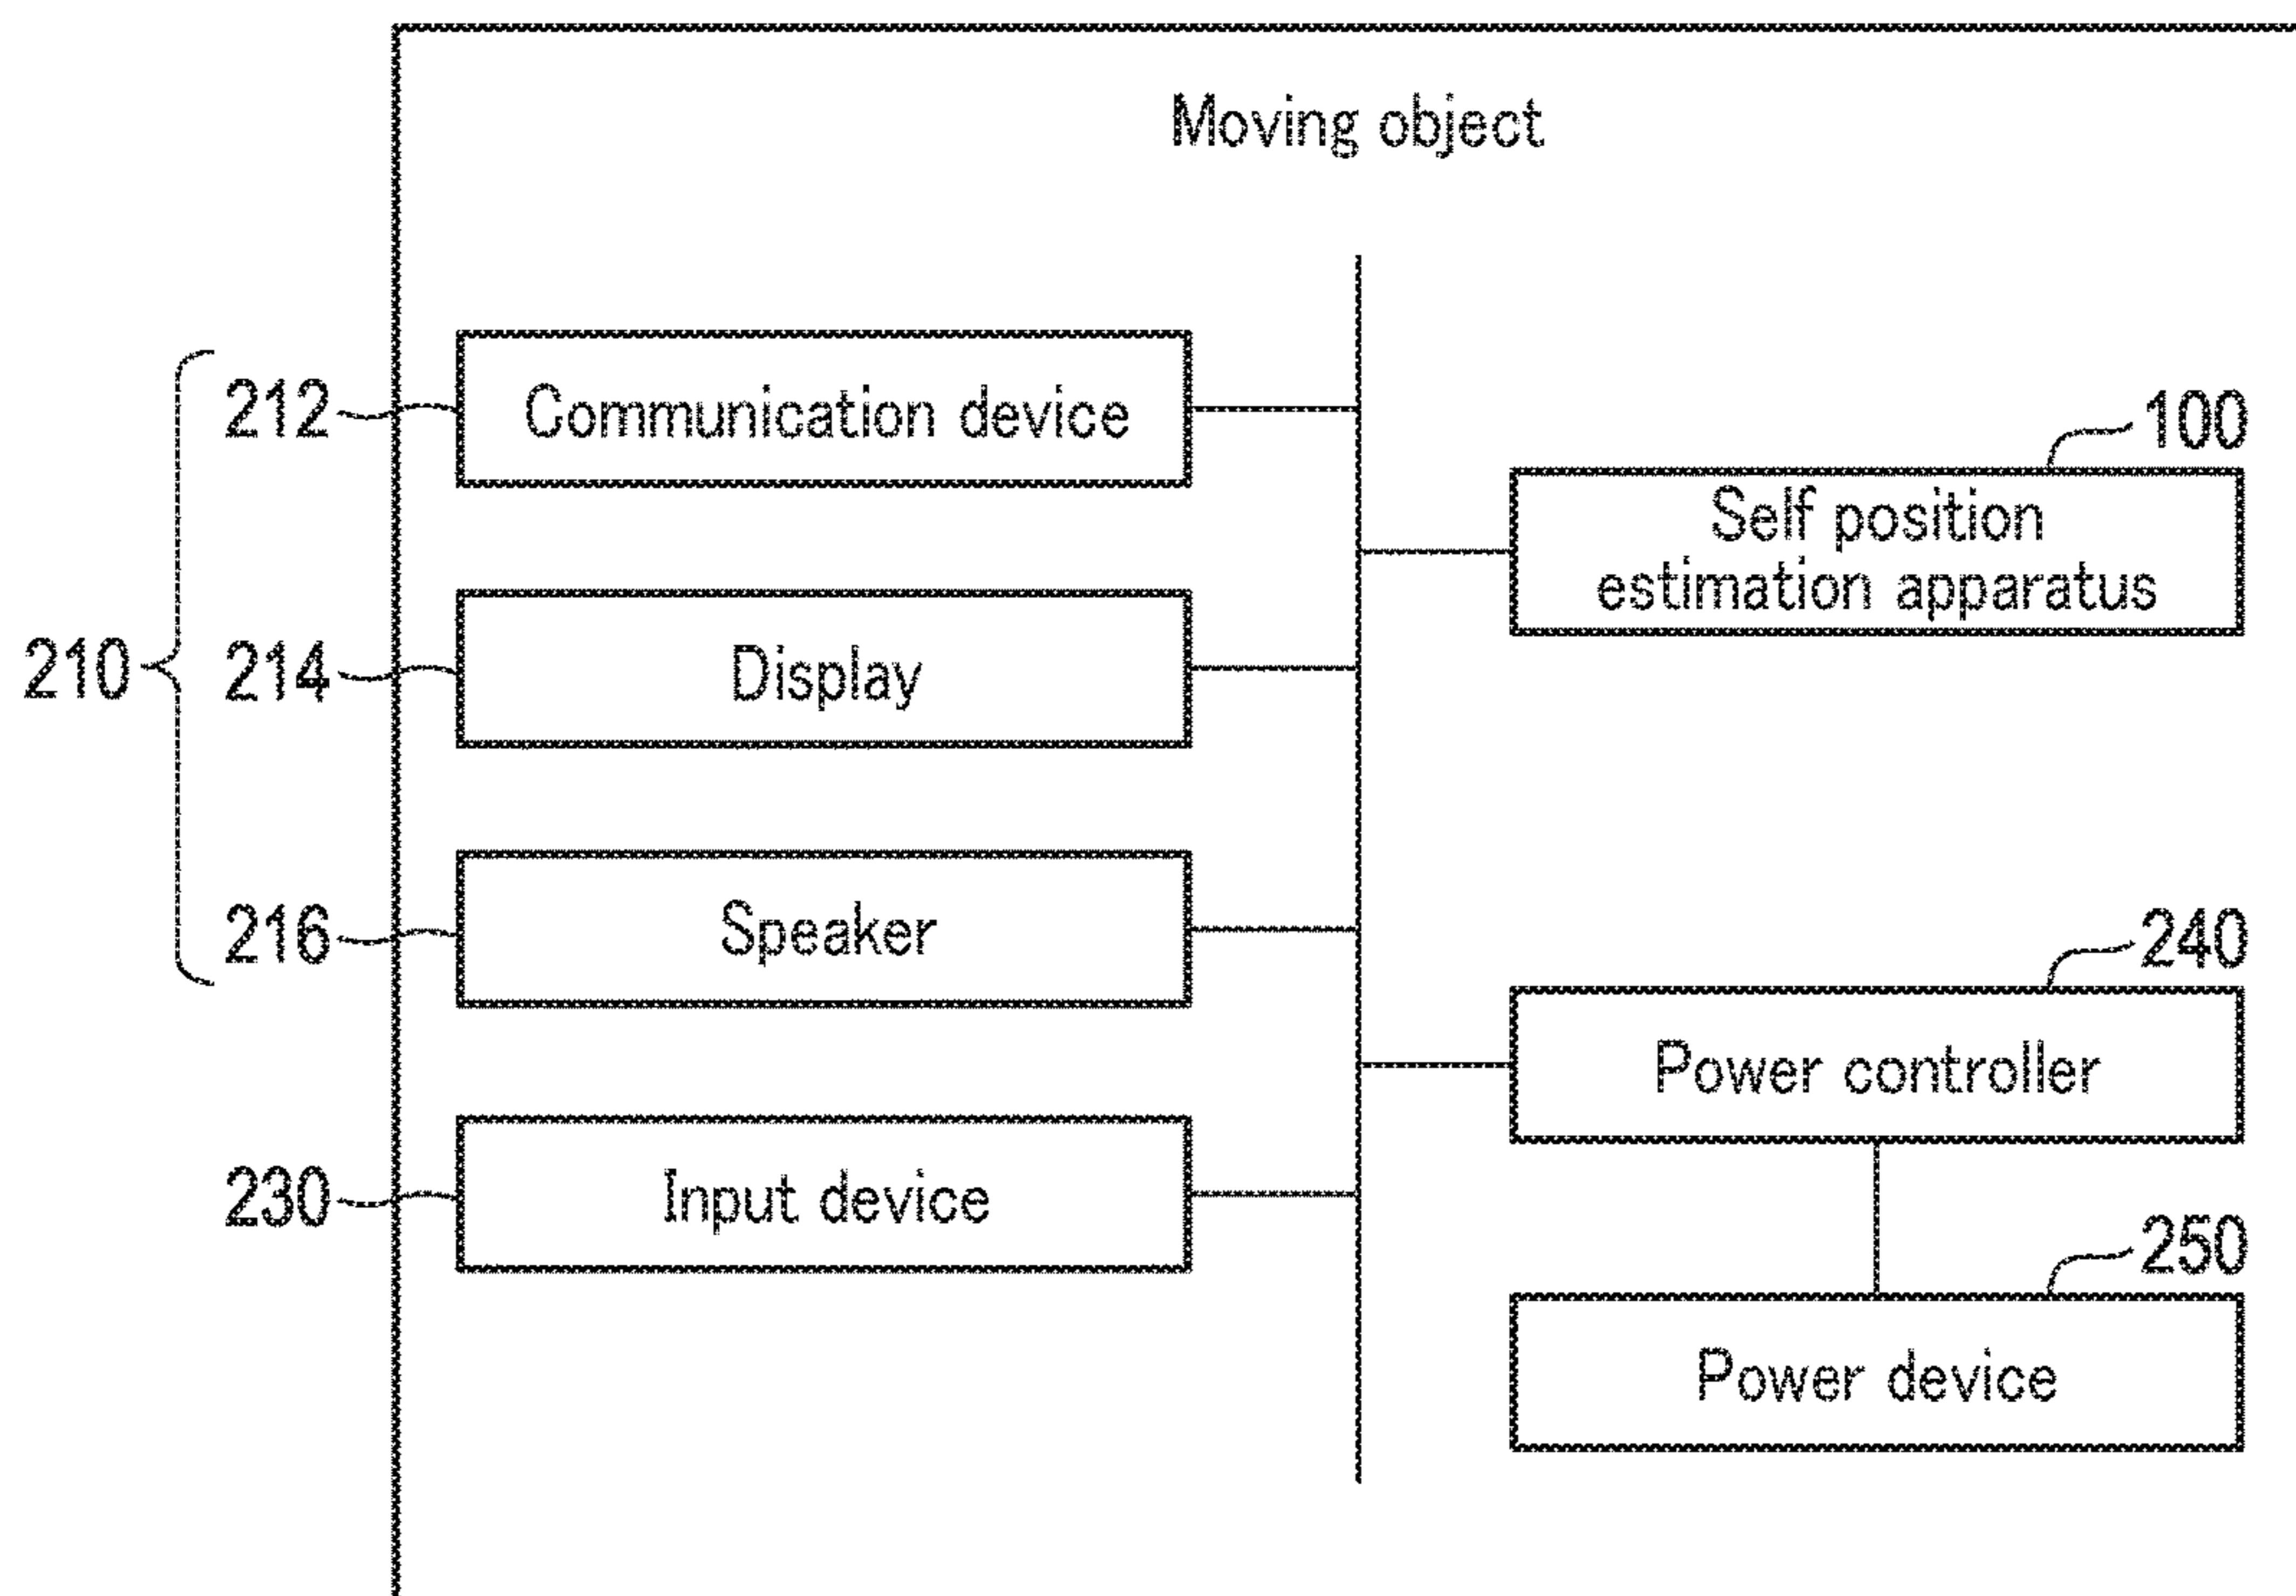 Moving object
212
Communication device
100
Self position
estimation apparatus
210
214
Display
216
Speaker
240
Power controller
230
Input device
250
Power device